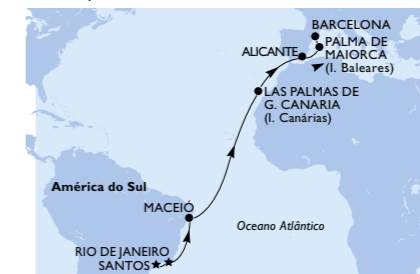 BARCELONA
PALMA DE
MAIORCA
(I. Baleares)
ALICANTE
LAS PALMAS DE
G. CANARIA
(I. Canárias)
América do Sul
MACEIÓ
Oceano Atlântico
RIO DE JANEIRO
SANTOS